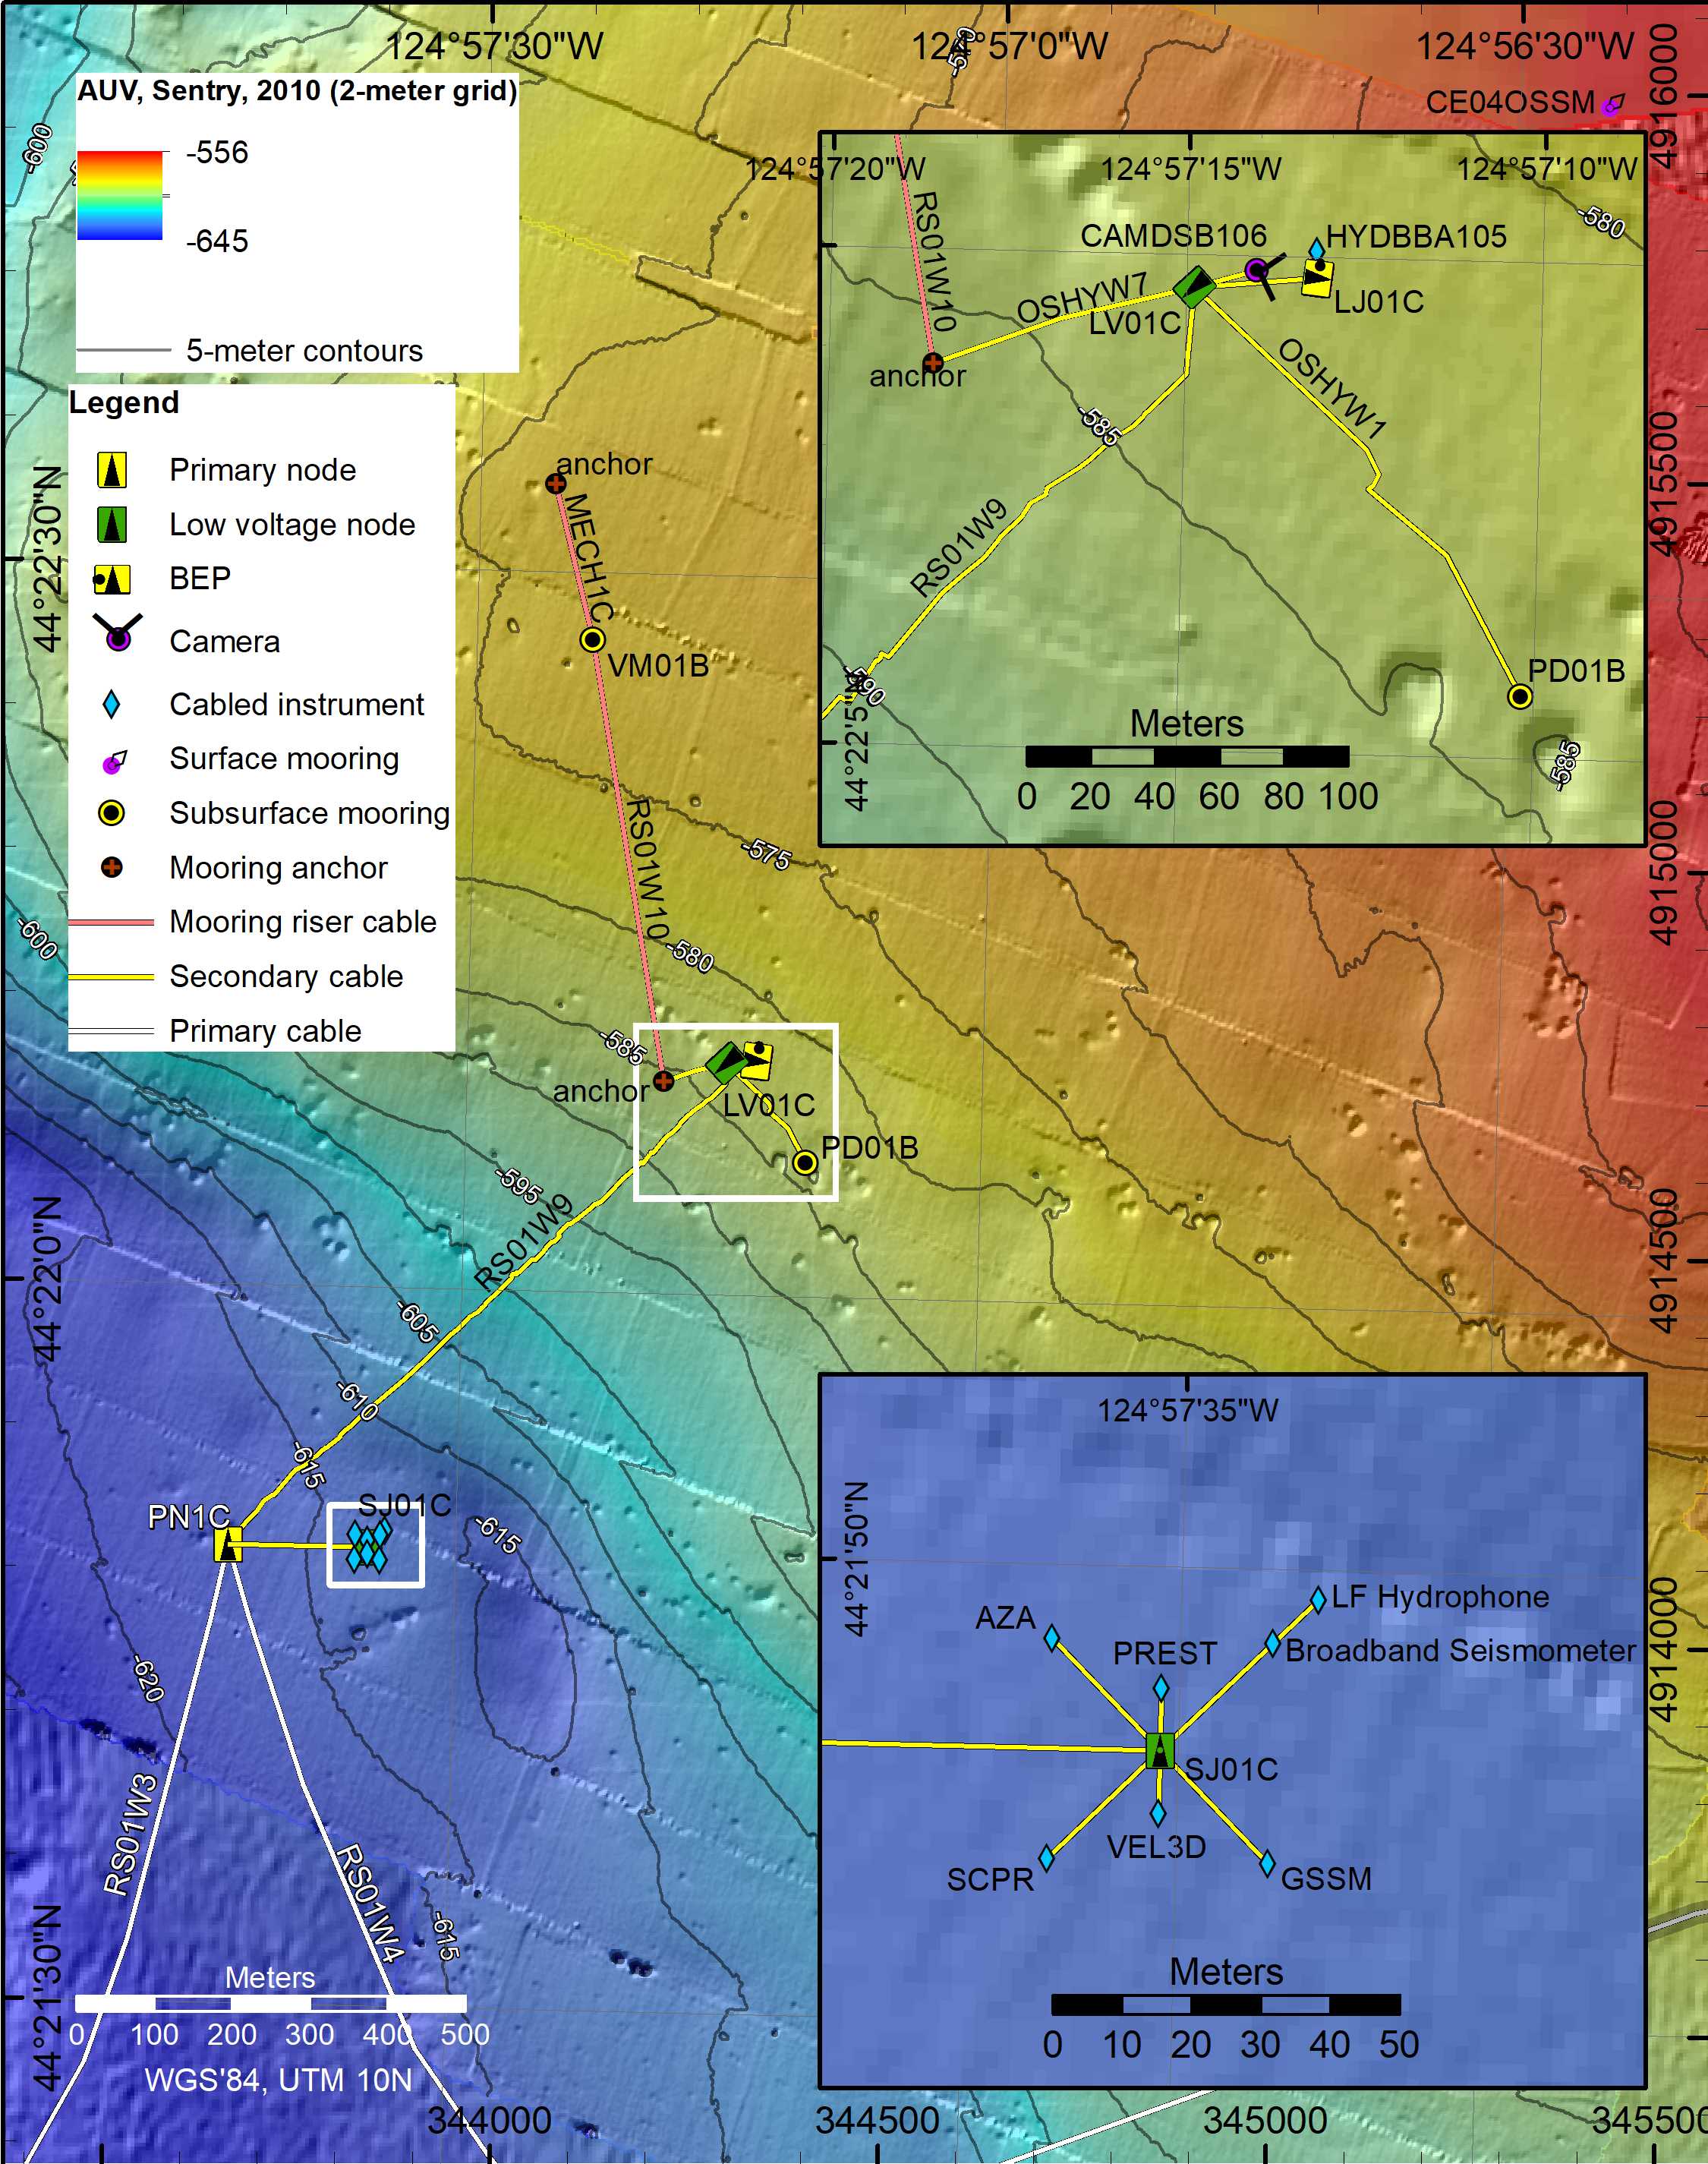 124°57'30"W
124°57'0"W
124°56'30"W
4916000
-570
-600
AUV, Sentry, 2010 (2-meter grid)
-556
-645
5-meter contours
CE04OSSM
Legend
Primary node
Low voltage node
BEP
Camera
Cabled instrument
Surface mooring
Subsurface mooring
Mooring anchor
Mooring riser cable
Secondary cable
Primary cable
124°57'20"W
124°57'15"W
124°57'10"W
-580
RS01W10
CAMDSB106
HYDBBA105
OSHYW7
LV01C
LJ01C
anchor
OSHYW1
-585
RS01W9
-590
PD01B
44°22'5"N
Meters
0 20 40 60 80 100
-585
4915500
44°22'30"N
anchor
MECH1C
VM01B
RS01W10
-575
4915000
-580
-600
-585
anchor
LV01C
PD01B
-595
RS01W9
4914500
44°22'0"N
-605
-610
-615
PN1C
SJ01C
-615
124°57'35"W
44°21'50"N
AZA
LF Hydrophone
PREST
Broadband Seismometer
SJ01C
VEL3D
SCPR
GSSM
Meters
0 10 20 30 40 50
4914000
-620
RS01W3
RS01W4
-615
44°21'30"N
Meters
0 100 200 300 400 500
WGS'84, UTM 10N
344000
344500
345000
345500